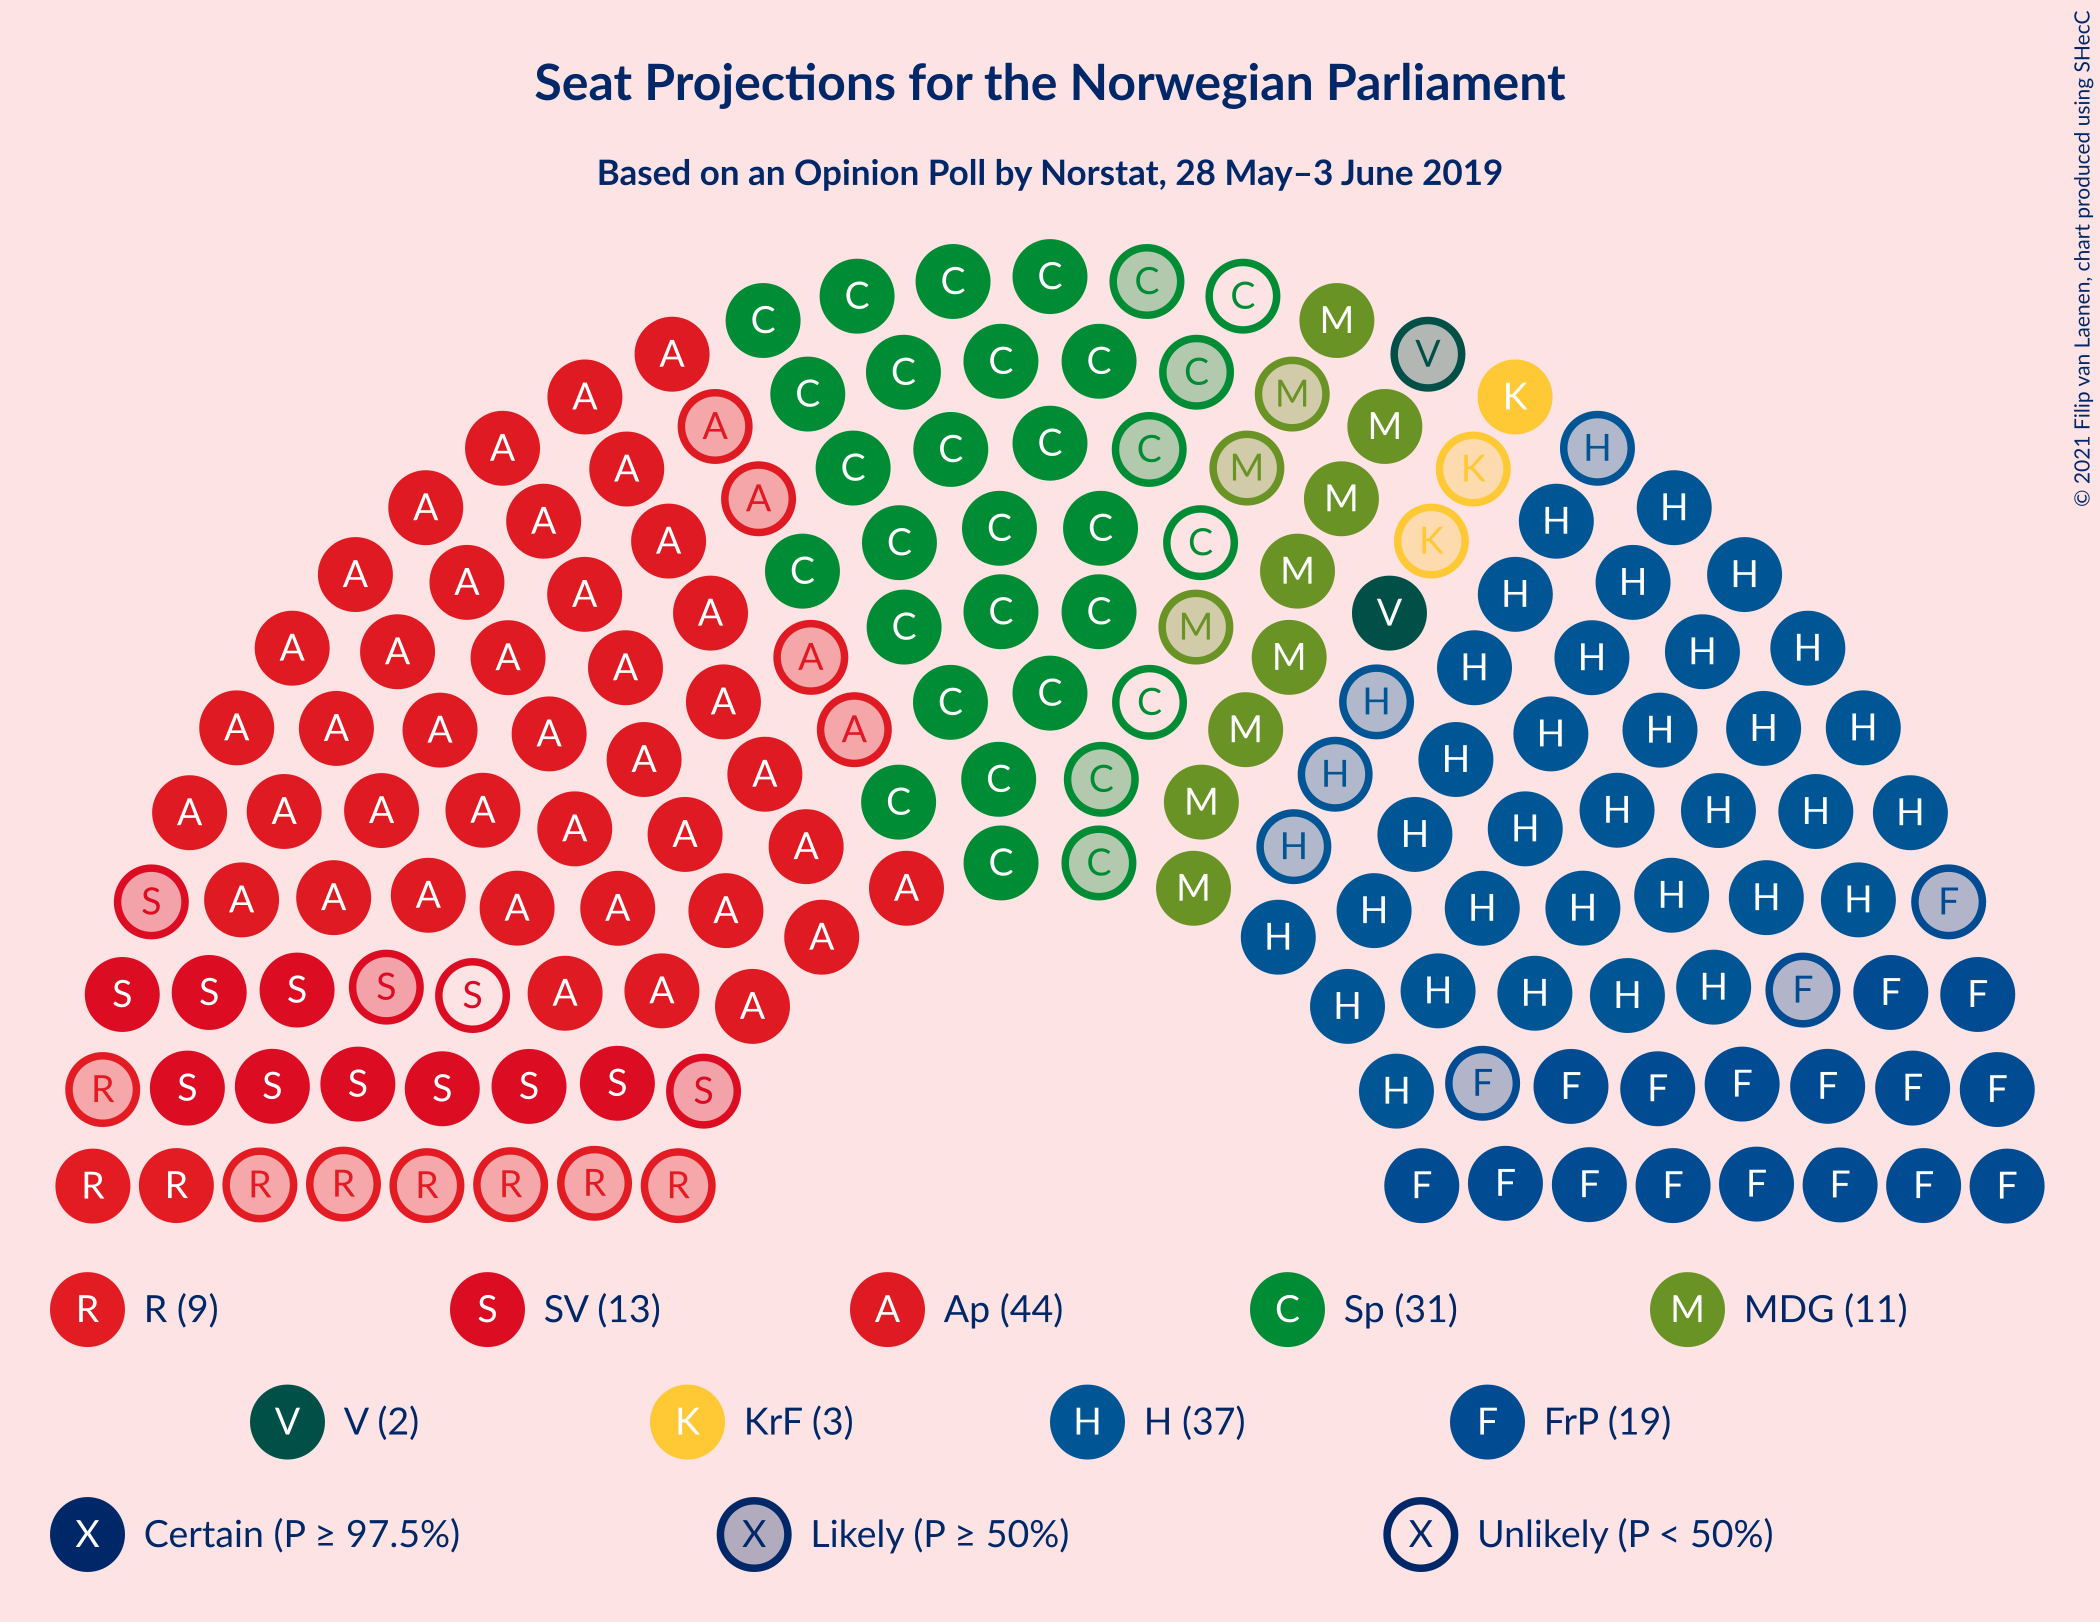 Seat Projections for the Norwegian Parliament
Based on an Opinion Poll by Norstat, 28 May–3 June 2019
© 2021 Filip van Laenen, chart produced using SHecC
C C C C C C M V K H
A A A A A A A A A S S R R
R R R R R R R
R (9)
S SV (13)
A Ap (44)
C Sp (31)
M MDG (11)
V V (2)
K KrF (3)
H H (37)
F FrP (19)
X Certain (P ≥ 97.5%)
X Likely (P ≥ 50%)
X Unlikely (P < 50%)